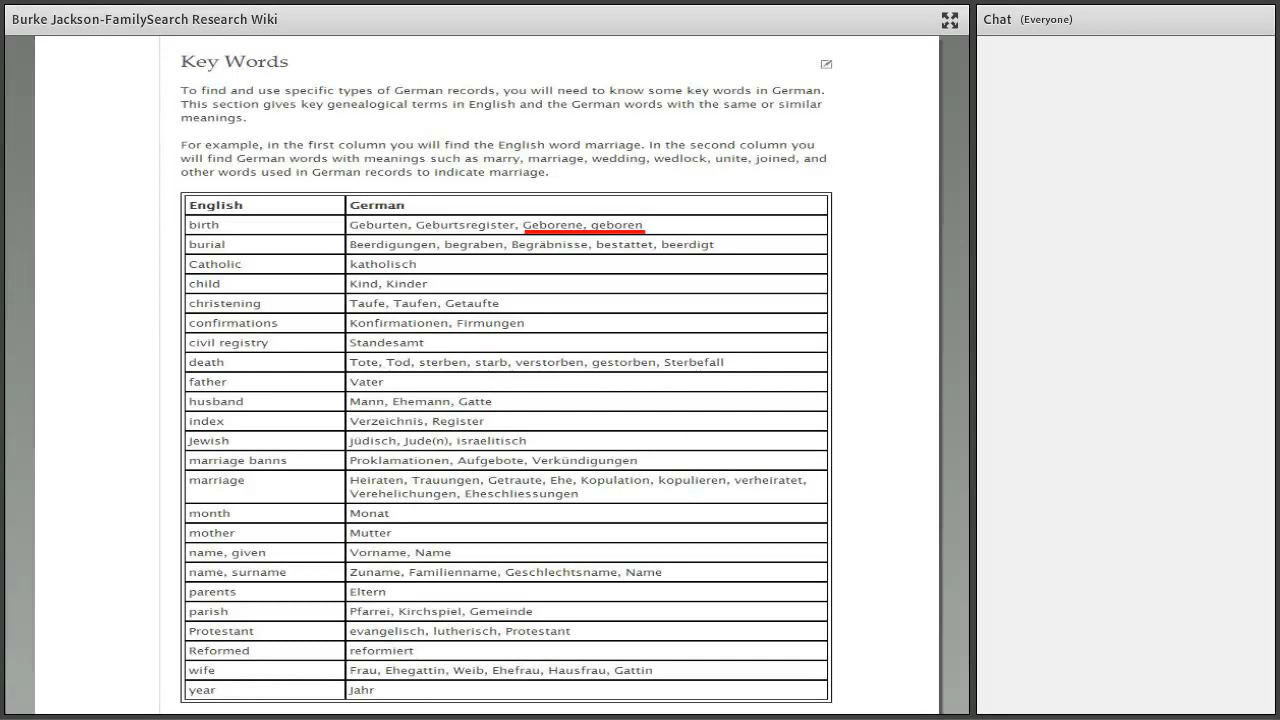 Burke Jackson-FamilySearch Research Wiki
Chat (Everyone)
Key Words
To find and use specific types of German records, you will need to know some key words in German.
This section gives key genealogical terms in English and the German words with the same or similar
meanings.
For example, in the first column you will find the English word marriage. In the second column you
will find German words with meanings such as marry, marriage, wedding, wedlock, unite, joined, and
other words used in German records to indicate marriage.
English German
birth Geburten, Geburtsregister, Geborene, geboren
burial Beerdigungen, begraben, Begräbnisse, bestattet, beerdigt
Catholic katholisch
child Kind, Kinder
christening Taufe, Taufen, Getaufte
confirmations Konfirmationen, Firmungen
civil registry Standesamt
death Tote, Tod, sterben, starb, verstorben, gestorben, Sterbefall
father Vater
husband Mann, Ehemann, Gatte
index Verzeichnis, Register
Jewish jüdisch, Jude(n), israelitisch
marriage banns Proklamationen, Aufgebote, Verkündigungen
marriage Heiraten, Trauungen, Getraute, Ehe, Kopulation, kopulieren, verheiratet,
Verehelichungen, Eheschliessungen
month Monat
mother Mutter
name, given Vorname, Name
name, surname Zuname, Familienname, Geschlechtsname, Name
parents Eltern
parish Pfarrei, Kirchspiel, Gemeinde
Protestant evangelisch, lutherisch, Protestant
Reformed reformiert
wife Frau, Ehegattin, Weib, Ehefrau, Hausfrau, Gattin
year Jahr